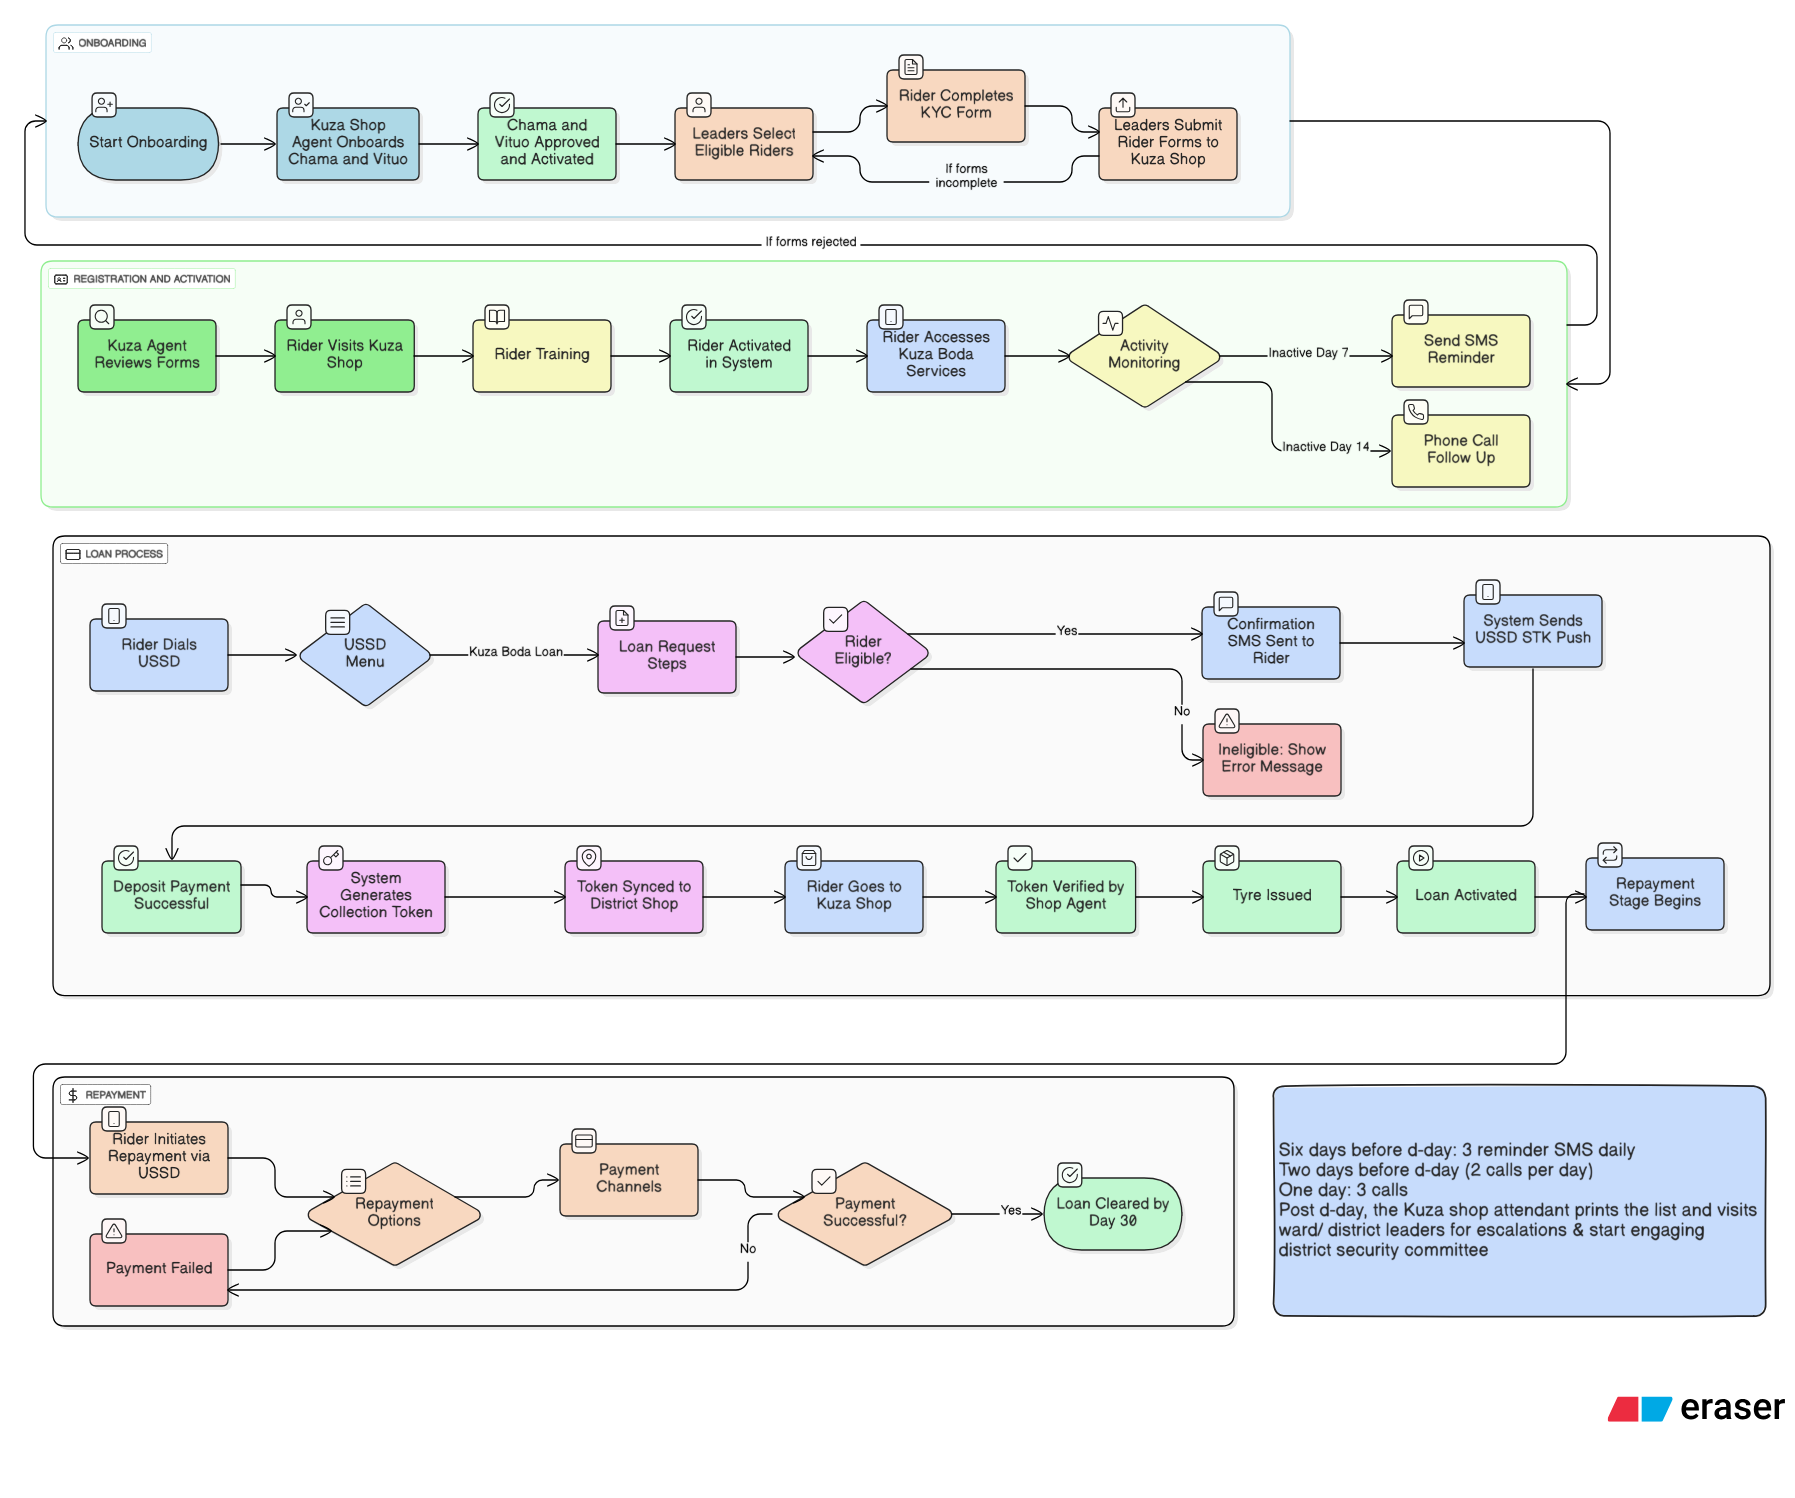 ONBOARDING
Start Onboarding
Kuza Shop
Agent Onboards
Chama and Vituo
Chama and
Vituo Approved
and Activated
Leaders Select
Eligible Riders
Rider Completes
KYC Form
Leaders Submit
Rider Forms to
Kuza Shop
If forms
incomplete
If forms rejected
REGISTRATION AND ACTIVATION
Kuza Agent
Reviews Forms
Rider Visits Kuza
Shop
Rider Training
Rider Activated
in System
Rider Accesses
Kuza Boda
Services
Activity
Monitoring
Inactive Day 7
Send SMS
Reminder
Inactive Day 14
Phone Call
Follow Up
LOAN PROCESS
Rider Dials
USSD
USSD
Menu
Kuza Boda Loan
Loan Request
Steps
Rider
Eligible?
Yes
Confirmation
SMS Sent to
Rider
System Sends
USSD STK Push
No
Ineligible: Show
Error Message
Deposit Payment
Successful
System
Generates
Collection Token
Token Synced to
District Shop
Rider Goes to
Kuza Shop
Token Verified by
Shop Agent
Tyre Issued
Loan Activated
Repayment
Stage Begins
REPAYMENT
Rider Initiates
Repayment via
USSD
Payment Failed
Repayment
Options
Payment
Channels
Payment
Successful?
No
Yes
Loan Cleared by
Day 30
Six days before d-day: 3 reminder SMS daily
Two days before d-day (2 calls per day)
One day: 3 calls
Post d-day, the Kuza shop attendant prints the list and visits
ward/ district leaders for escalations & start engaging
district security committee
eraser